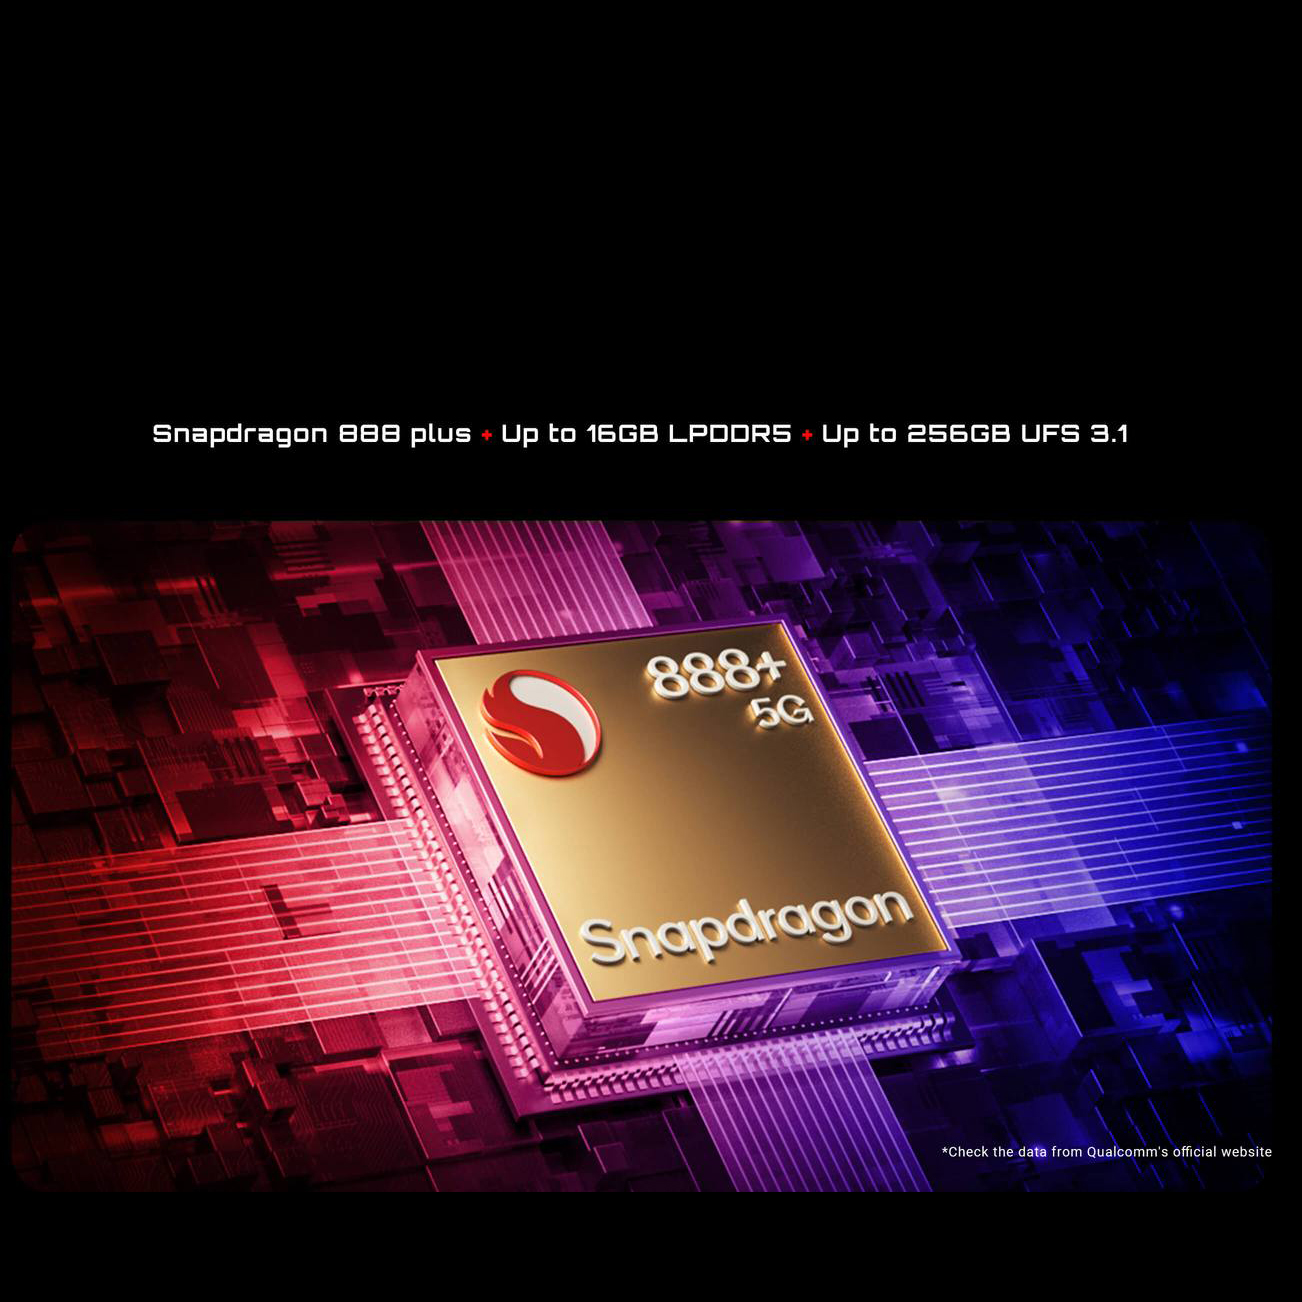 Snapdragon 888 plus + Up to 16GB LPDDR5 + Up to 256GB UFS 3.1
888+
5G
Snapdragon
*Check the data from Qualcomm's official website